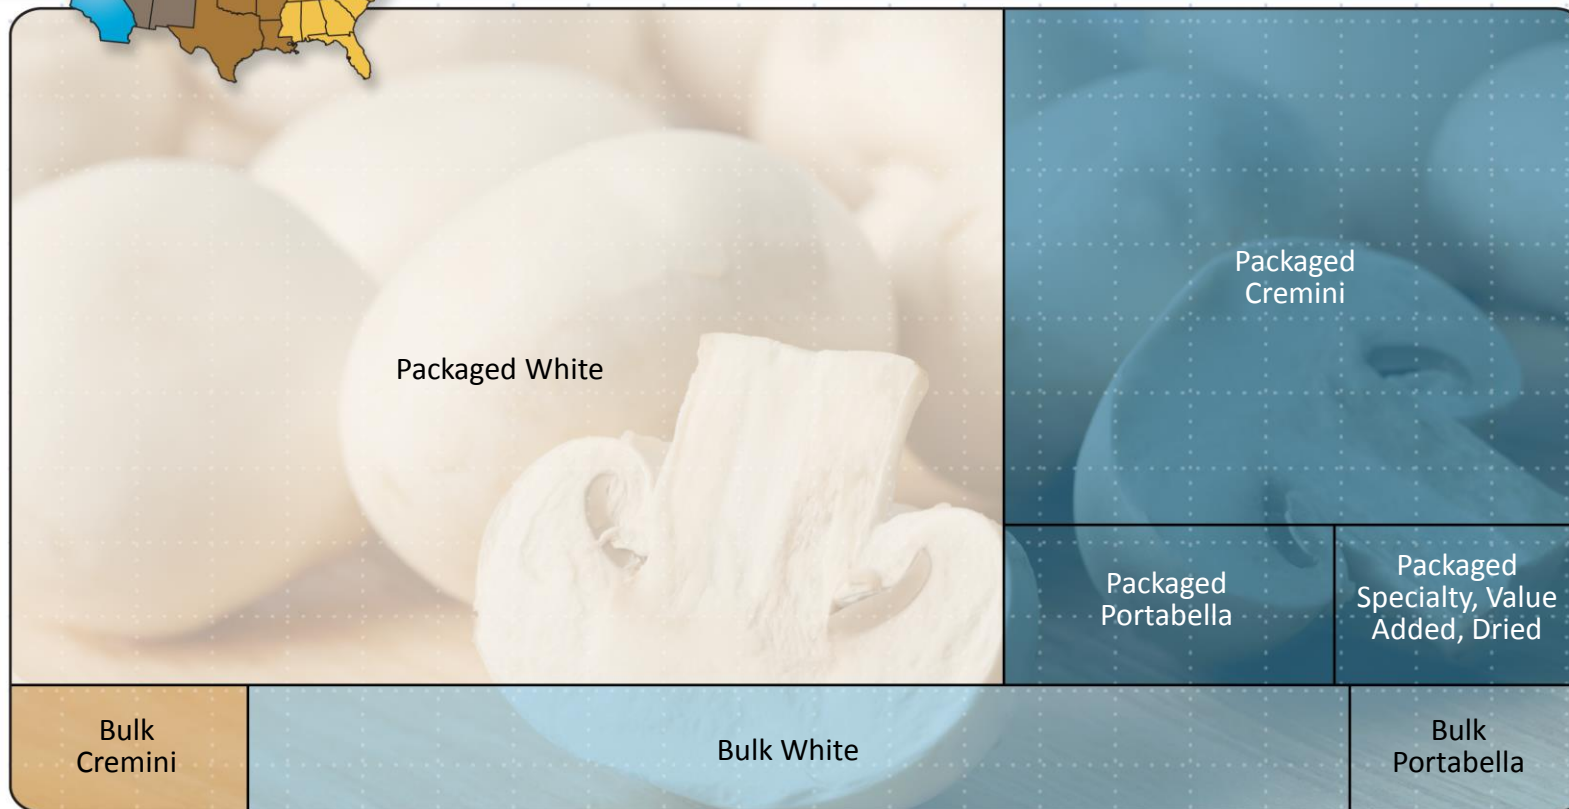 Packaged White
Packaged
Cremini
Packaged
Portabella
Packaged
Specialty, Value
Added, Dried
Bulk
Cremini
Bulk White
Bulk
Portabella